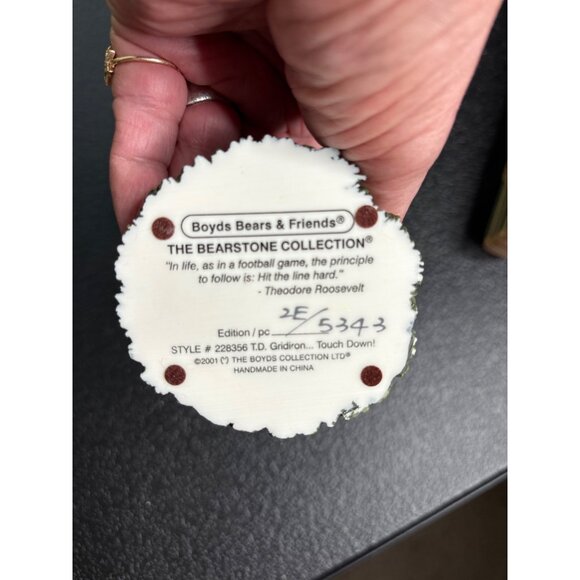 Boyds Bears & Friends®
THE BEARSTONE COLLECTION®
"In life, as in a football game, the principle
to follow is: Hit the line hard."
- Theodore Roosevelt
Edition / pc 2E/5343
STYLE # 228356 T.D. Gridiron... Touch Down!
©2001 (") THE BOYDS COLLECTION LTD®
HANDMADE IN CHINA